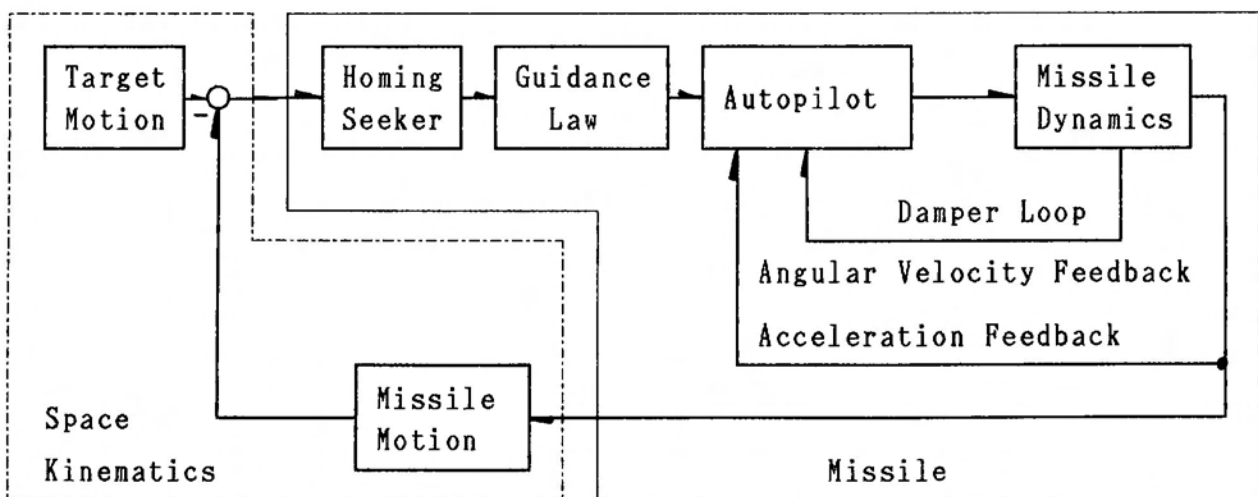 Target
Motion
−
Homing
Seeker
Guidance
Law
Autopilot
Missile
Dynamics
Damper Loop
Angular Velocity Feedback
Acceleration Feedback
Missile
Motion
Space
Kinematics
Missile